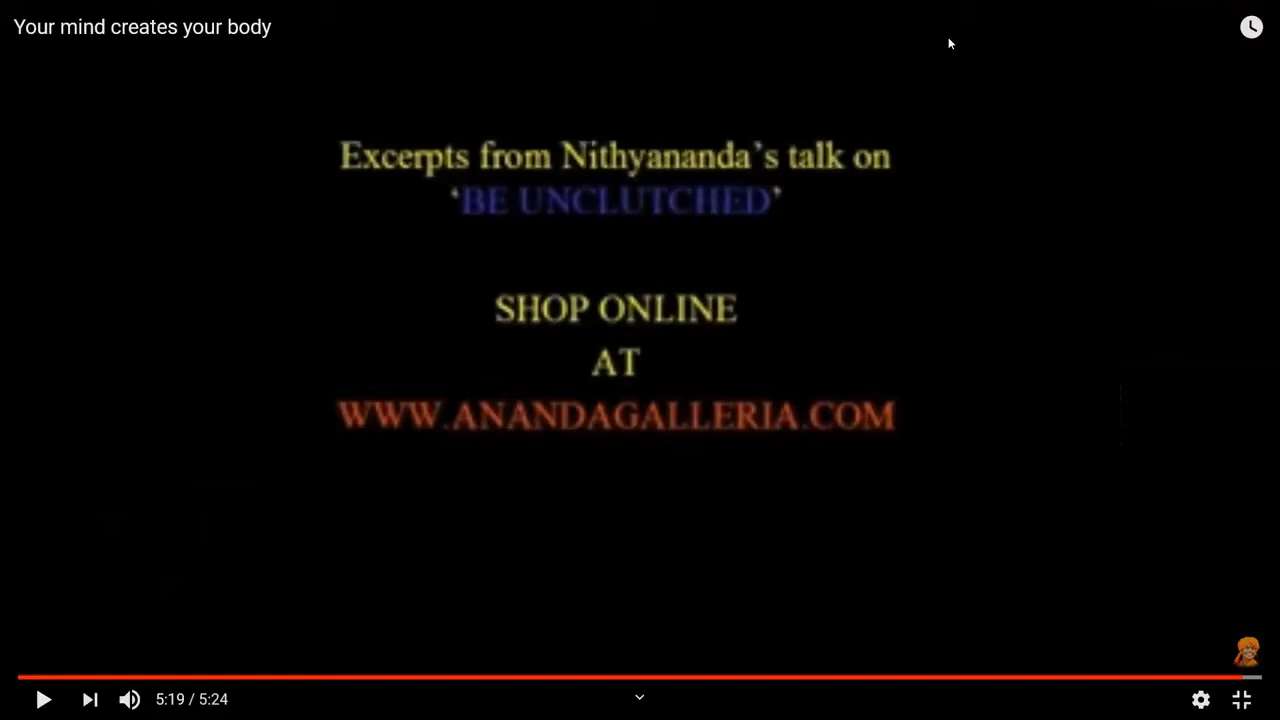 Your mind creates your body
Excerpts from Nithyananda's talk on
'BE UNCLUTCHED'
SHOP ONLINE
AT
WWW.ANANDAGALLERIA.COM
5:19 / 5:24